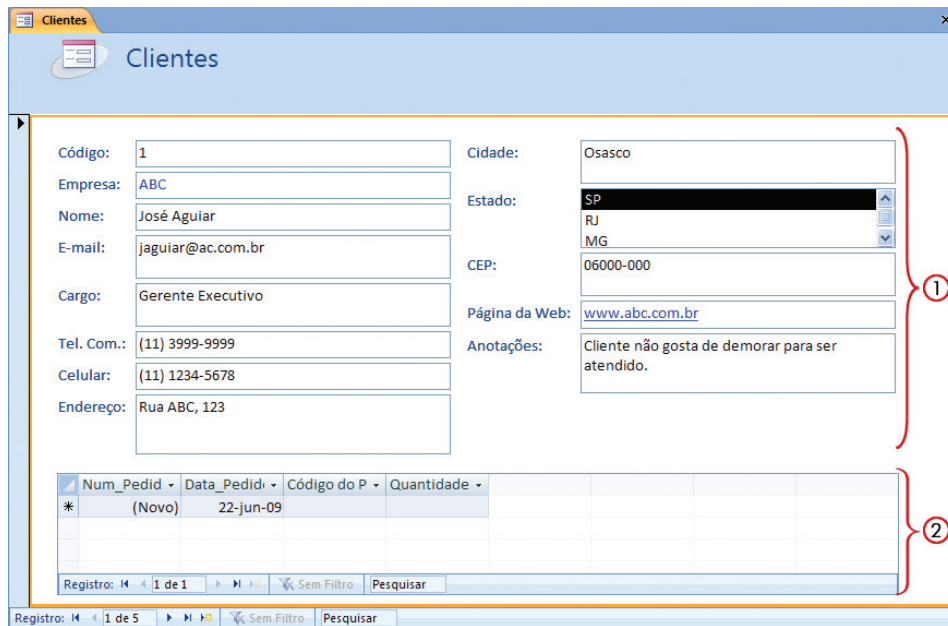 Clientes
Clientes
Código: 1
Empresa: ABC
Nome: José Aguiar
E-mail: jaguiar@ac.com.br
Cargo: Gerente Executivo
Tel. Com.: (11) 3999-9999
Celular: (11) 1234-5678
Endereço: Rua ABC, 123
Cidade: Osasco
Estado: SP
RJ
MG
CEP: 06000-000
Página da Web: www.abc.com.br
Anotações: Cliente não gosta de demorar para ser
atendido.
1
Num_Pedid Data_Pedid Código do P Quantidade
(Novo) 22-jun-09
2
Registro: 1 de 1 Sem Filtro Pesquisar
Registro: 1 de 5 Sem Filtro Pesquisar